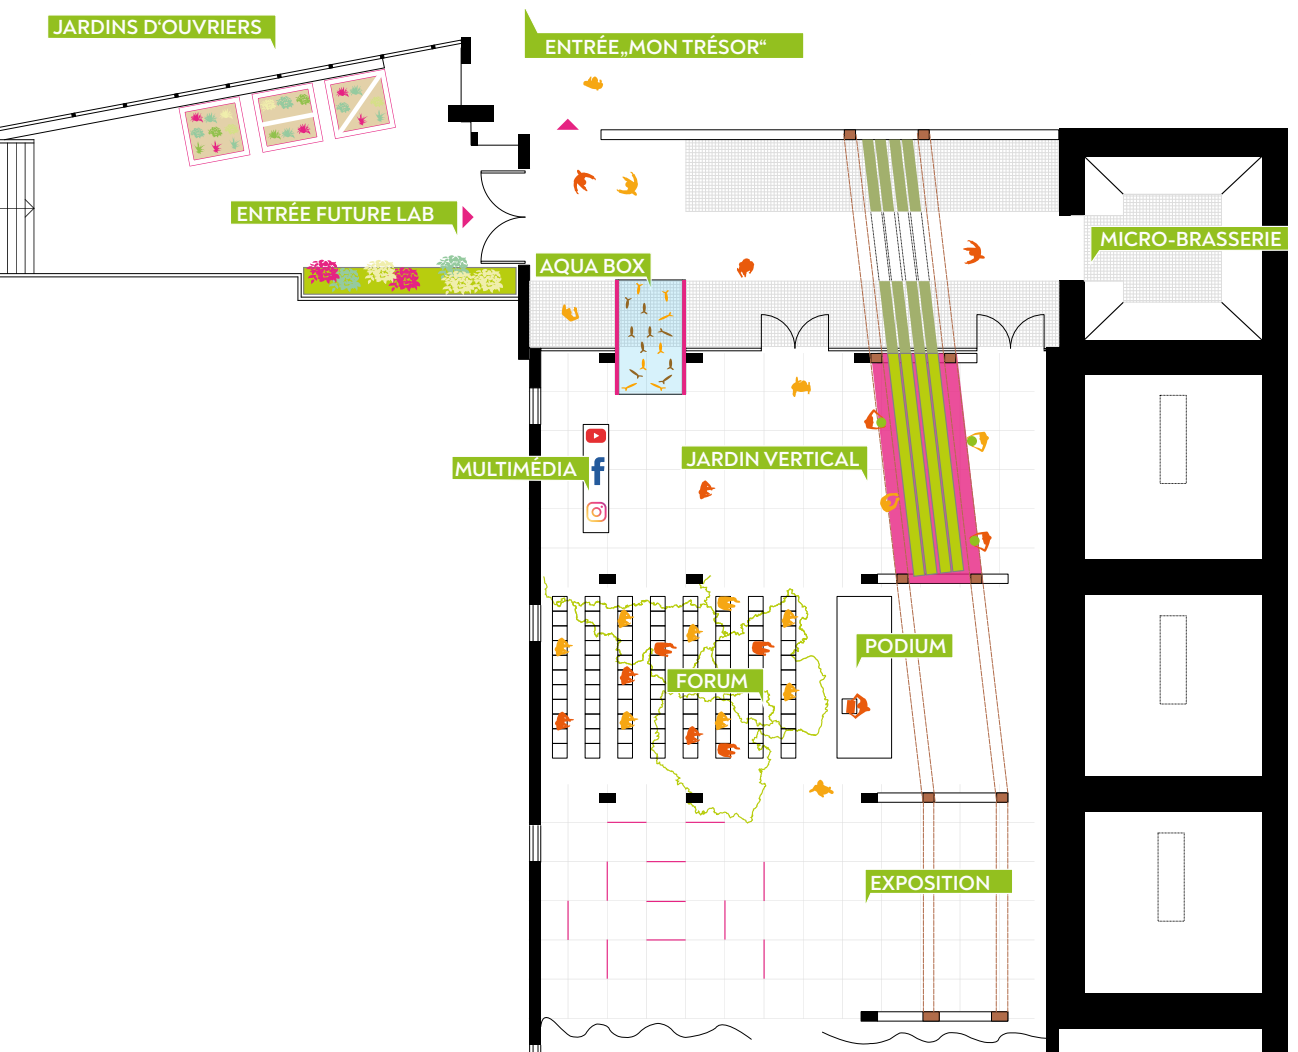 JARDINS D‘OUVRIERS
ENTRÉE„MON TRÉSOR“
ENTRÉE FUTURE LAB
MICRO-BRASSERIE
AQUA BOX
MULTIMÉDIA
JARDIN VERTICAL
PODIUM
FORUM
EXPOSITION